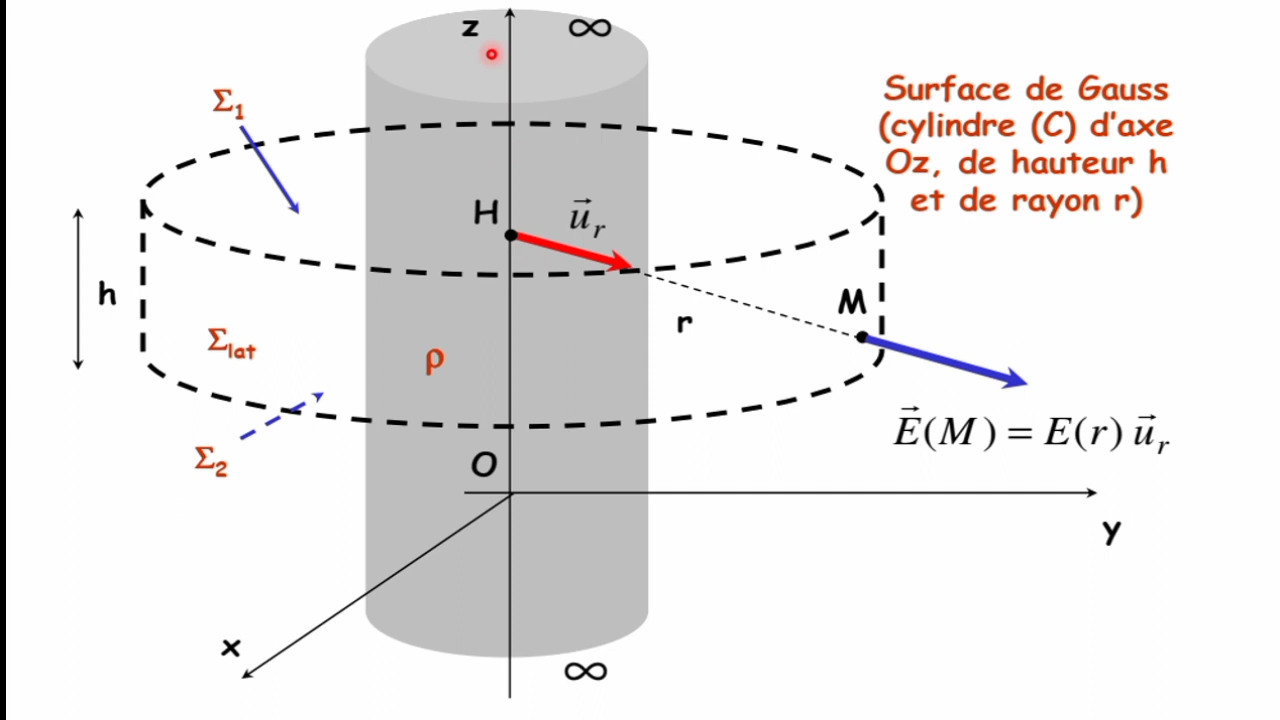 z
∞
Σ1
Surface de Gauss
(cylindre (C) d'axe
Oz, de hauteur h
et de rayon r)
H
u⃗r
h
M
r
Σlat
ρ
E⃗(M) = E(r) u⃗r
Σ2
O
y
x
∞